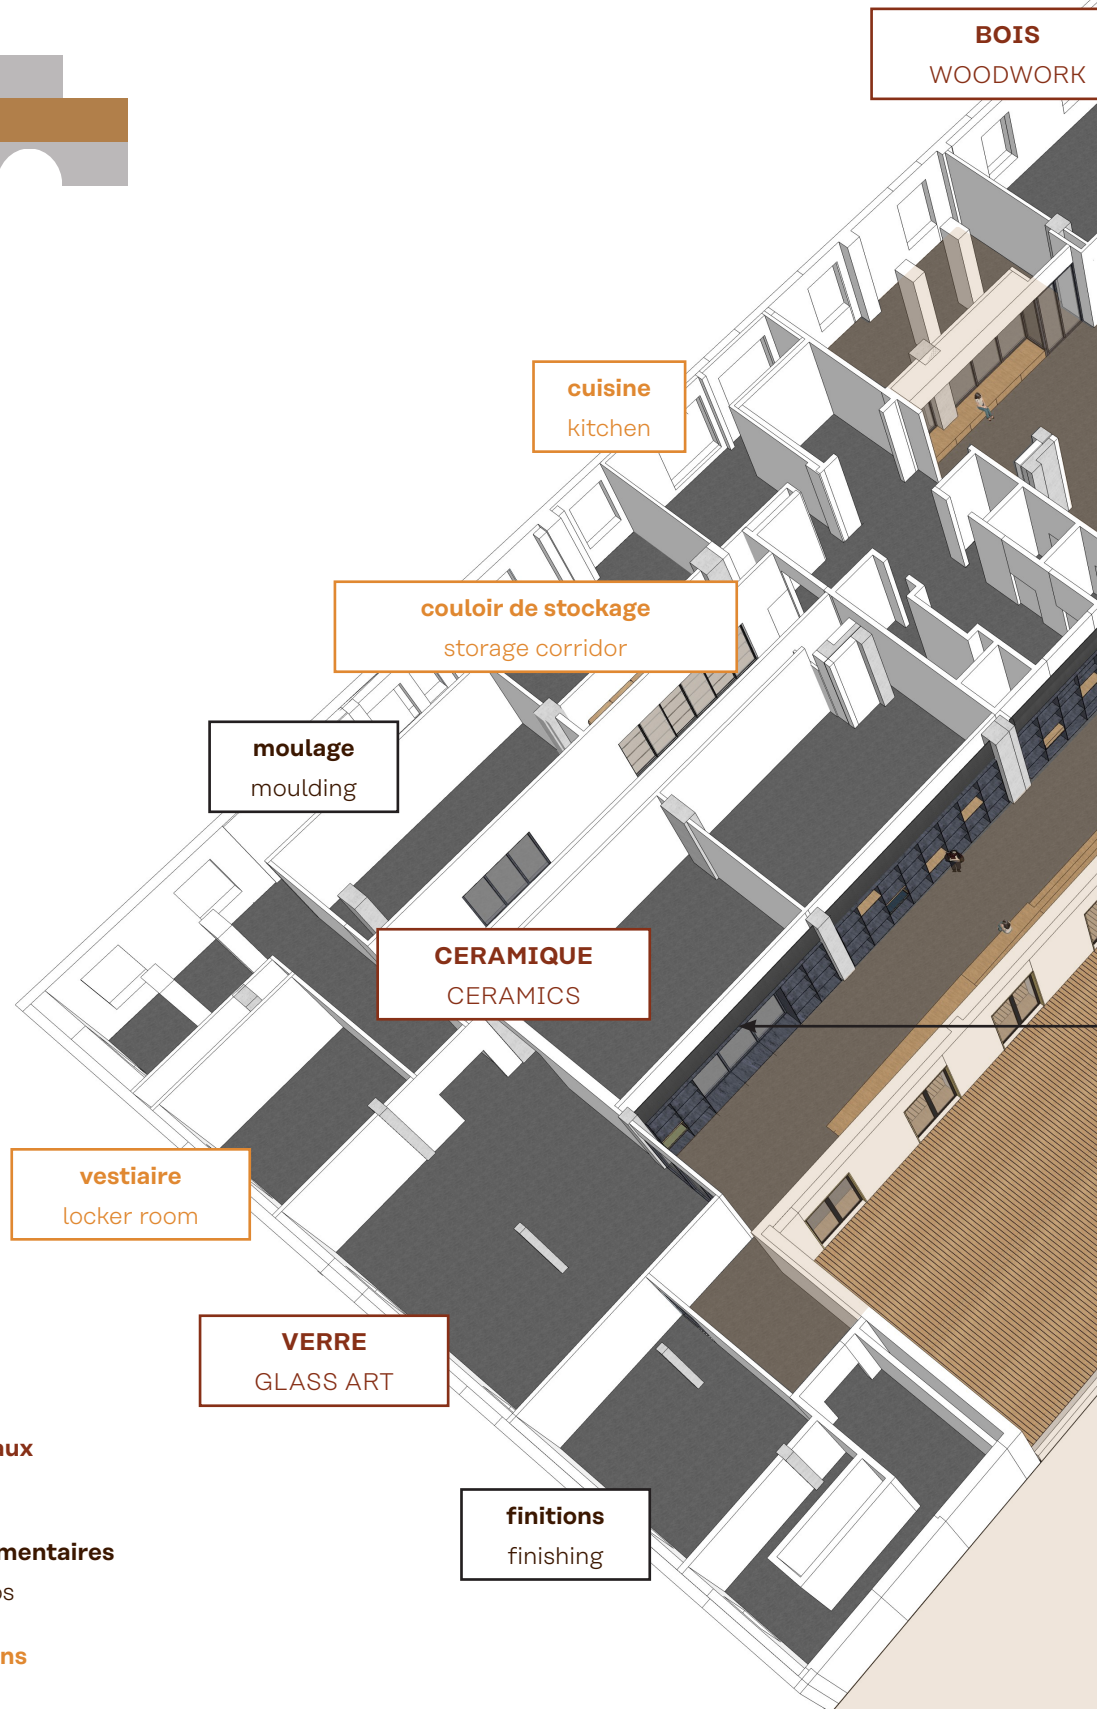 BOIS
WOODWORK
cuisine
kitchen
couloir de stockage
storage corridor
moulage
moulding
CERAMIQUE
CERAMICS
vestiaire
locker room
VERRE
GLASS ART
finitions
finishing